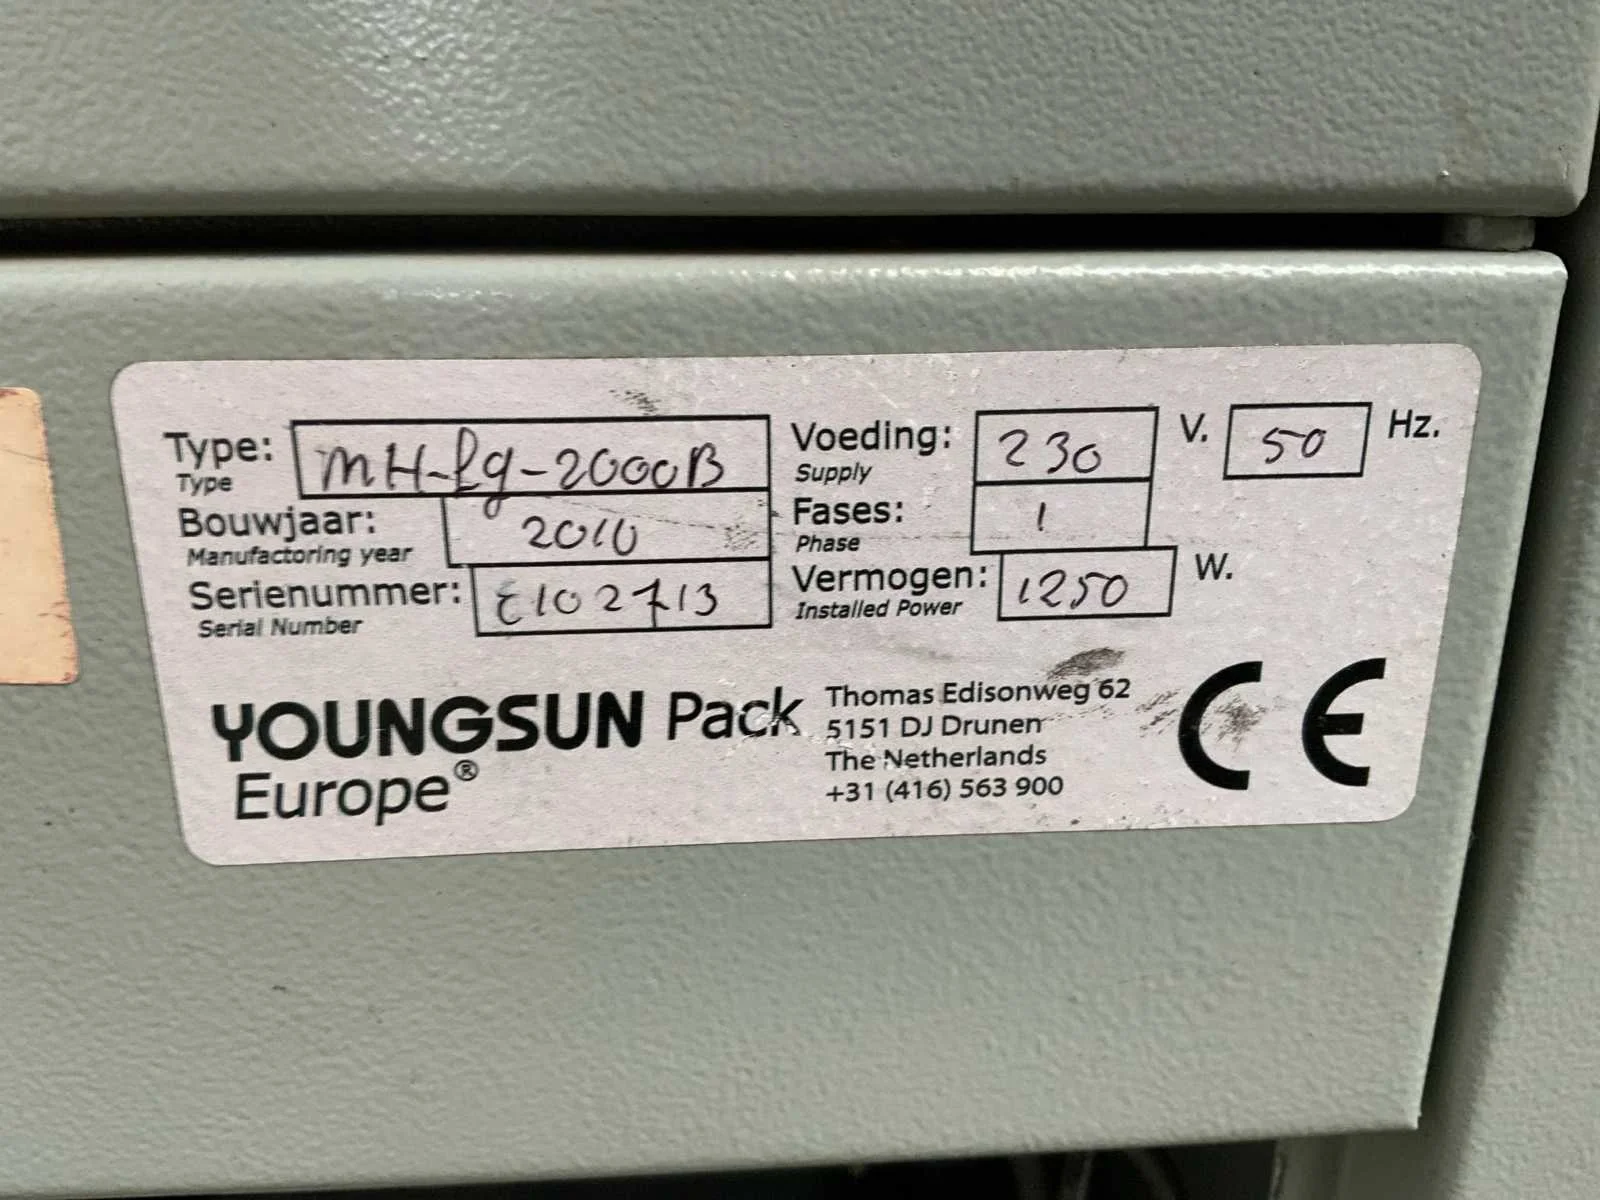 Type: MH-fg-2000B
Type
Bouwjaar: 2010
Manufactoring year
Serienummer: E102713
Serial Number
Voeding: 230 V. 50 Hz.
Supply
Fases: 1
Phase
Vermogen: 1250 W.
Installed Power
YOUNGSUN Pack
Europe®
Thomas Edisonweg 62
5151 DJ Drunen
The Netherlands
+31 (416) 563 900
CE